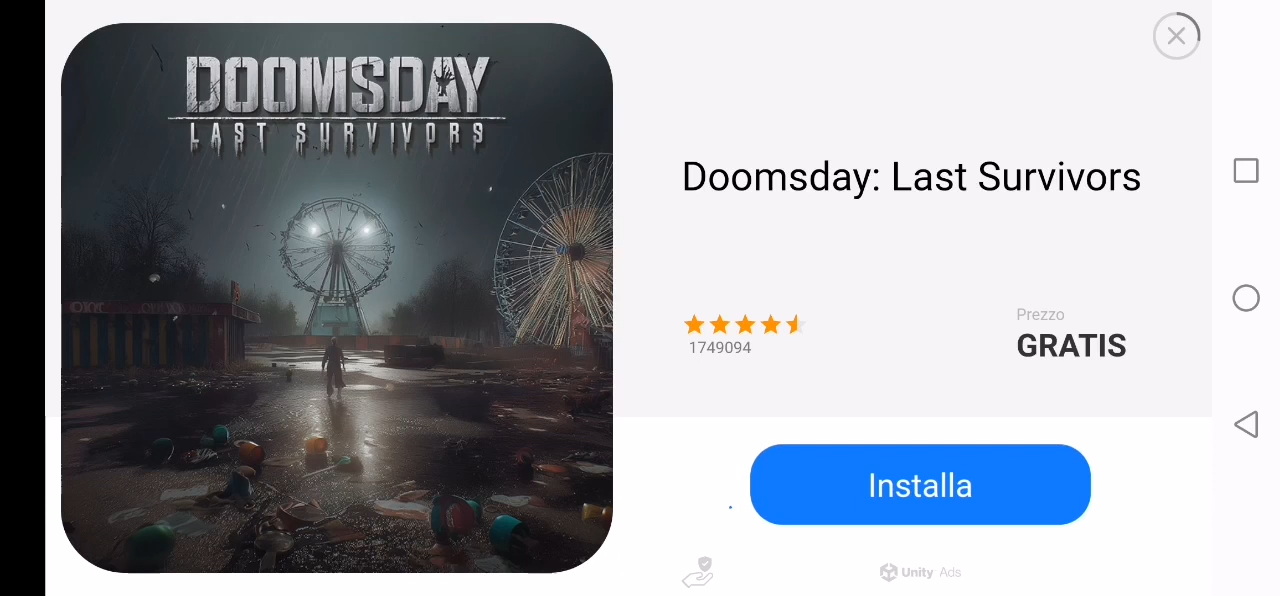 DOOMSDAY
LAST SURVIVORS
Doomsday: Last Survivors
1749094
Prezzo
GRATIS
Installa
Unity Ads